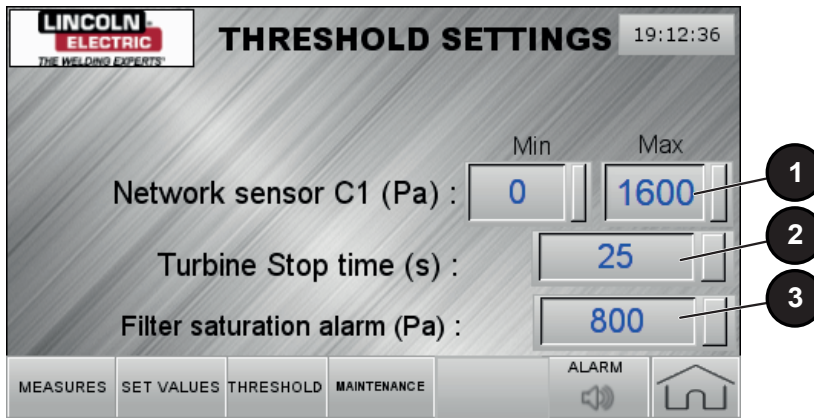 LINCOLN
ELECTRIC
THE WELDING EXPERTS®
THRESHOLD SETTINGS
19:12:36
Min Max
Network sensor C1 (Pa) : 0 1600
1
Turbine Stop time (s) : 25
2
Filter saturation alarm (Pa) : 800
3
MEASURES SET VALUES THRESHOLD MAINTENANCE ALARM